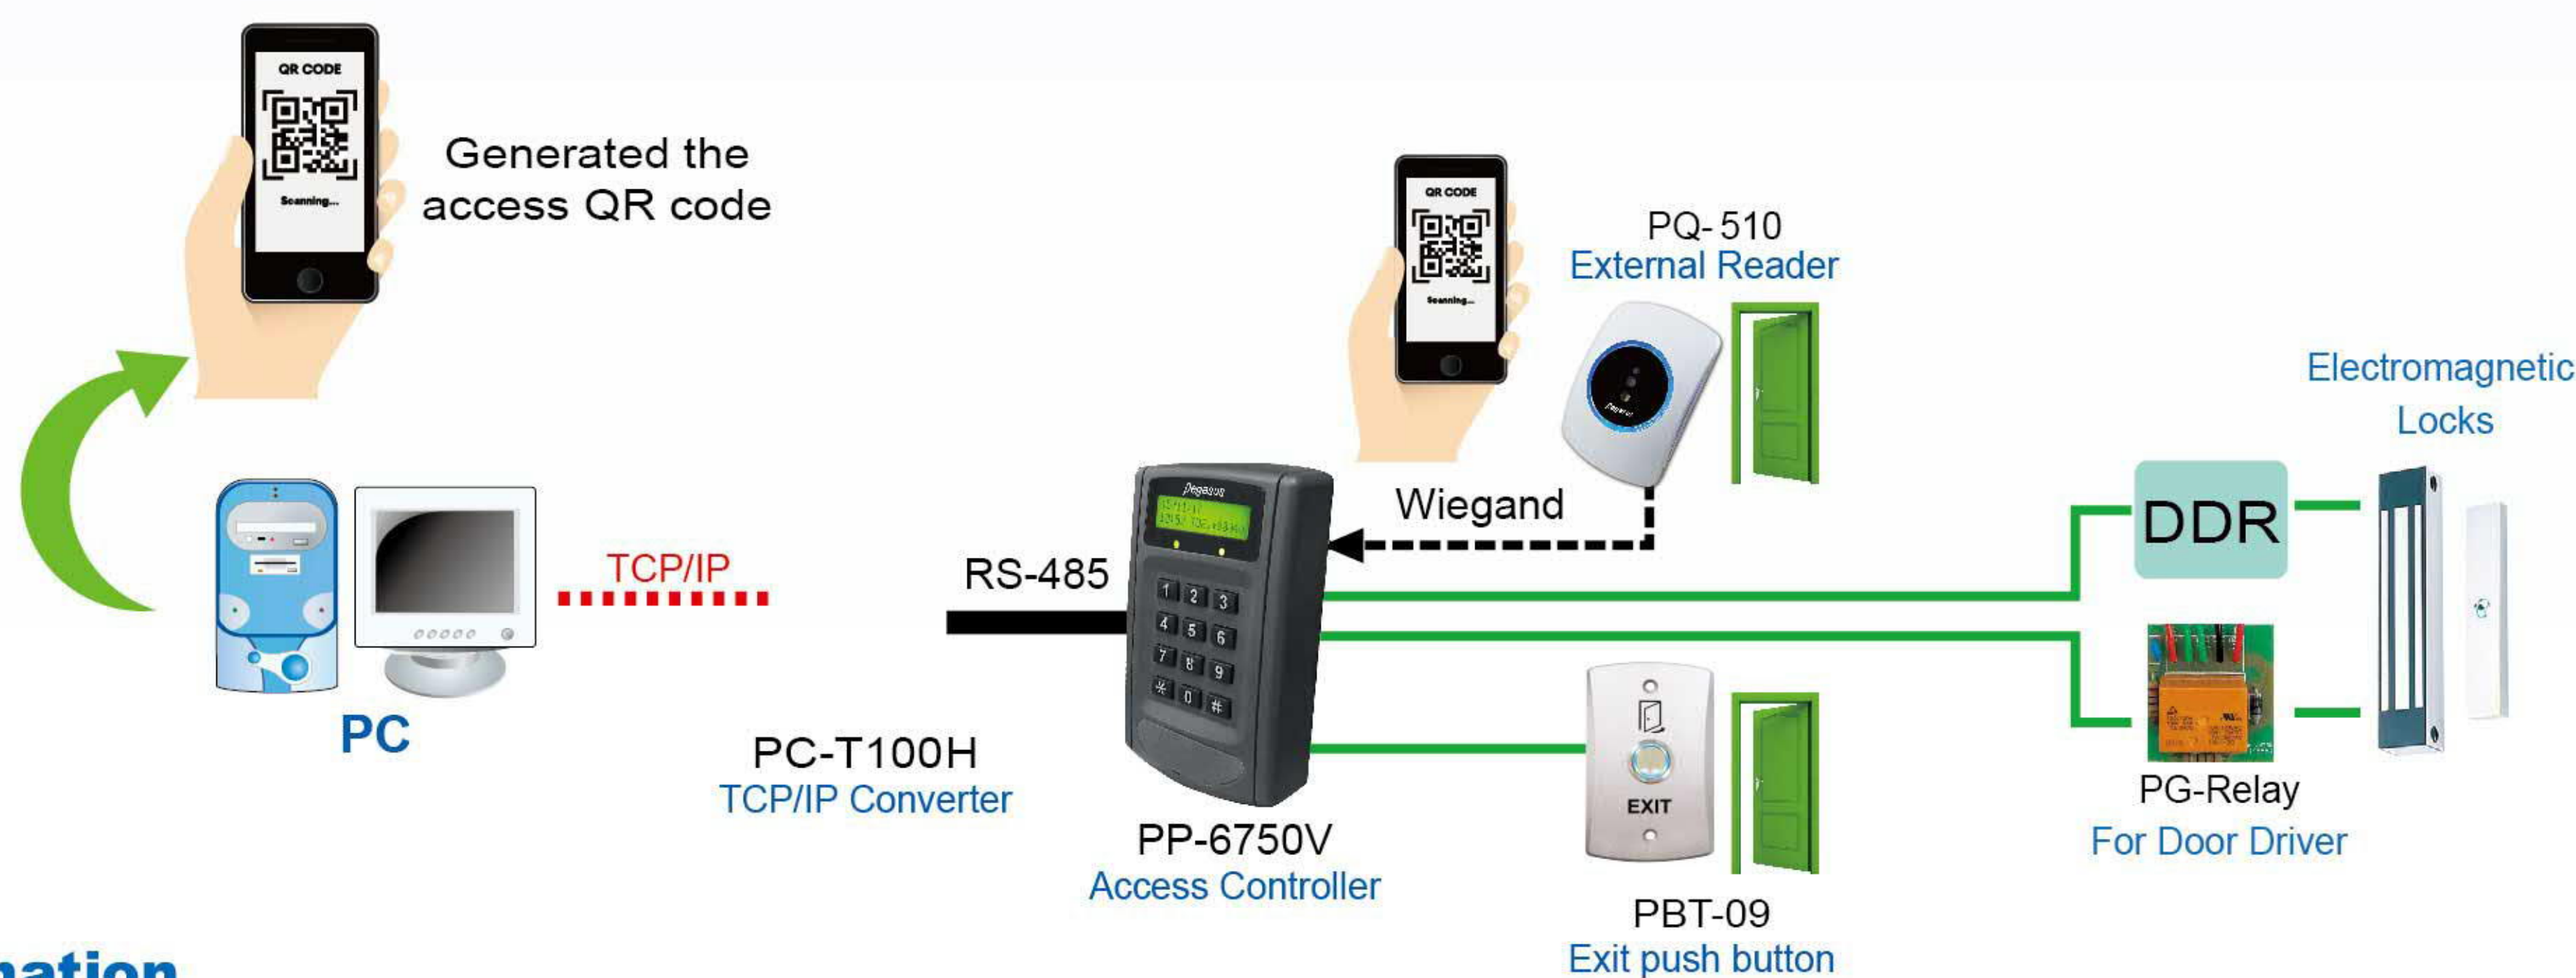 QR CODE
Scanning...
Generated the
access QR code
QR CODE
Scanning...
PQ-510
External Reader
Pegasus
Electromagnetic
Locks
Wiegand
DDR
TCP/IP
RS-485
Pegasus
1 2 3
4 5 6
7 8 9
* 0 #
PC
PC-T100H
TCP/IP Converter
PP-6750V
Access Controller
EXIT
PBT-09
Exit push button
PG-Relay
For Door Driver
mation